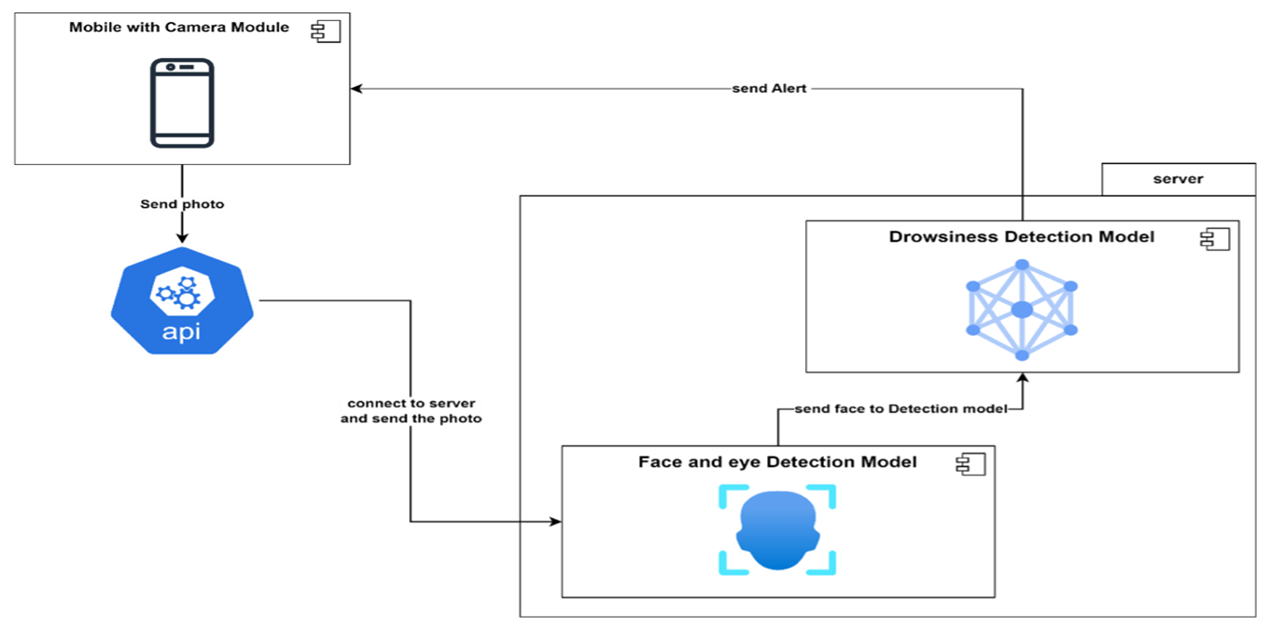 Mobile with Camera Module
send Alert
server
Send photo
Drowsiness Detection Model
api
connect to server
and send the photo
send face to Detection model
Face and eye Detection Model